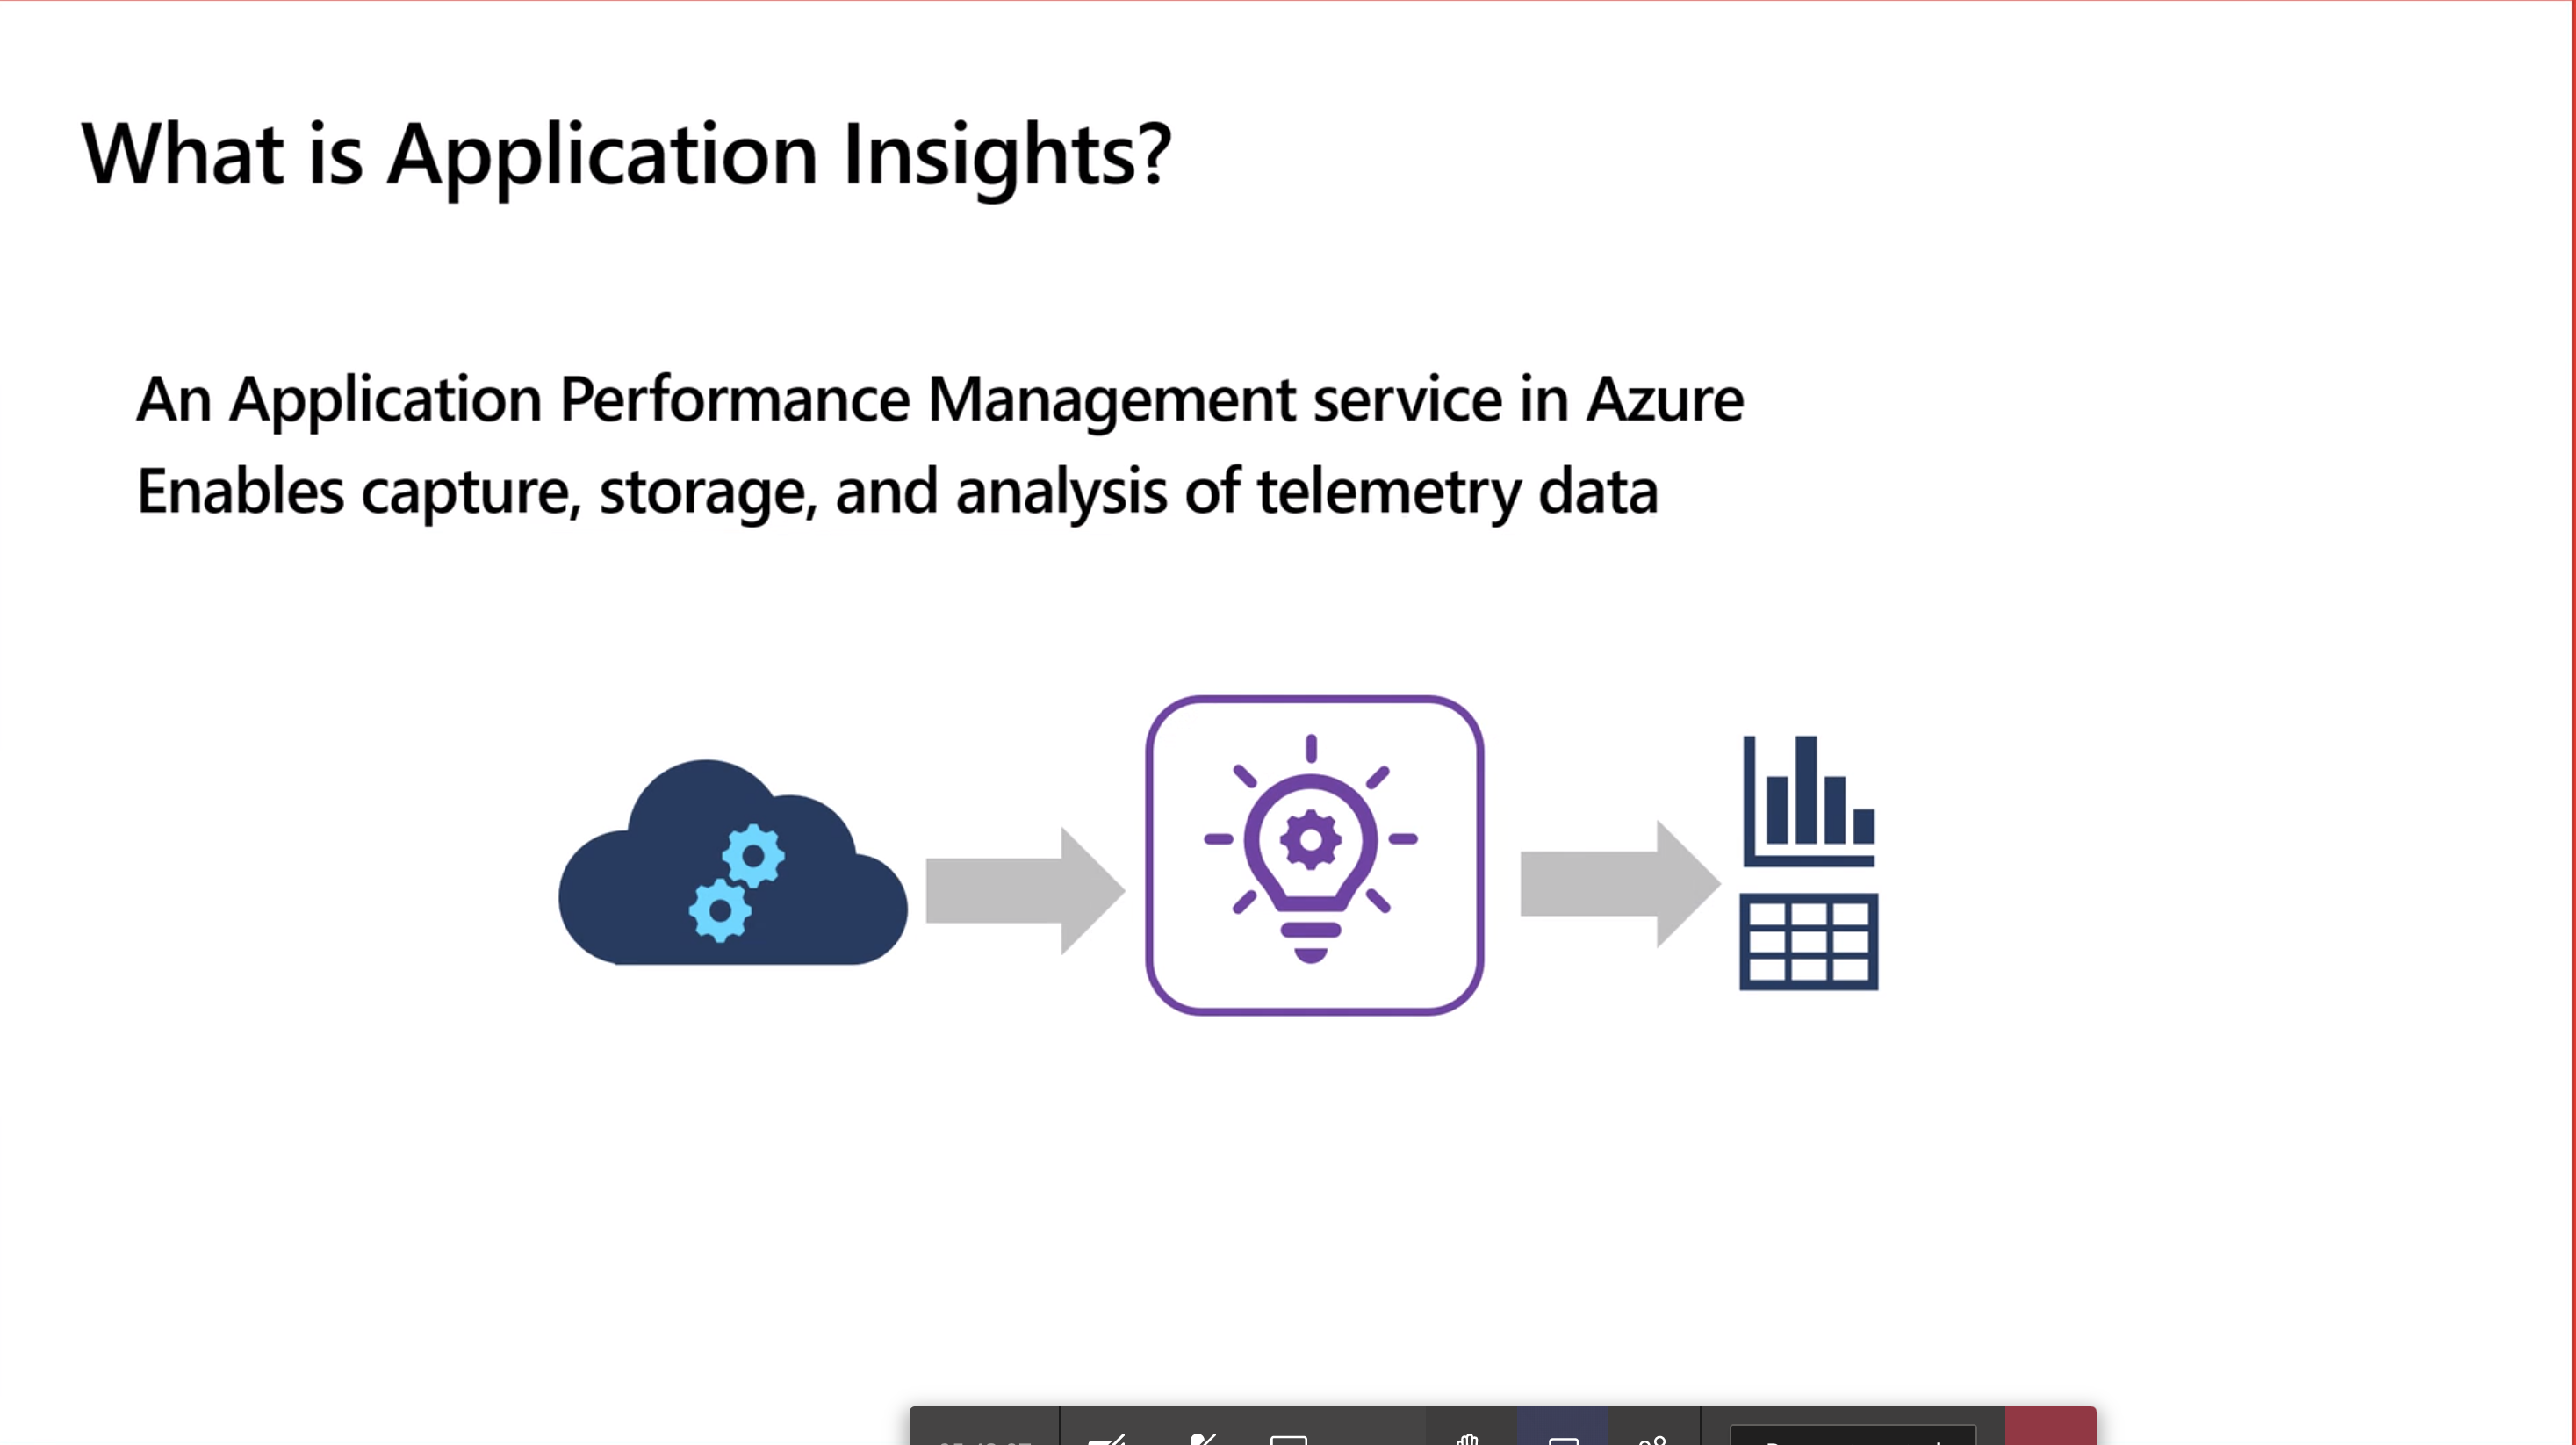 What is Application Insights?
An Application Performance Management service in Azure
Enables capture, storage, and analysis of telemetry data